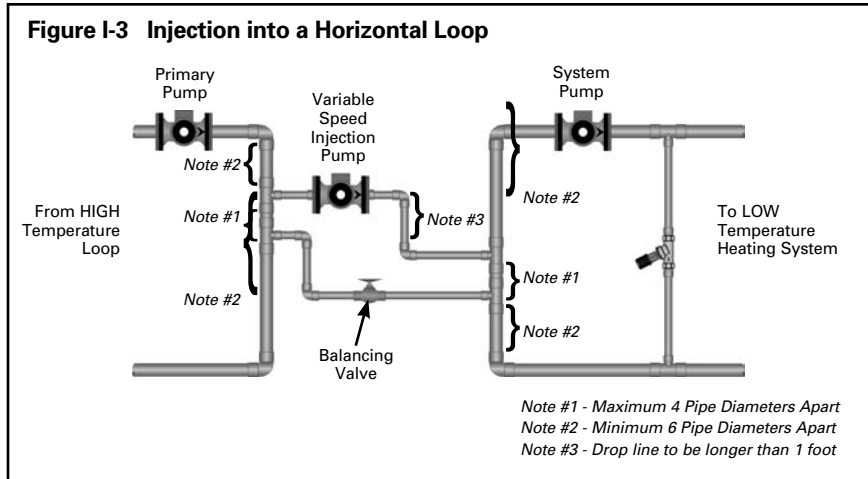 Figure I-3 Injection into a Horizontal Loop
Primary
Pump
Variable
Speed
Injection
Pump
System
Pump
Note #2
Note #1
Note #3
Note #2
From HIGH
Temperature
Loop
To LOW
Temperature
Heating System
Note #2
Note #1
Note #2
Balancing
Valve
Note #1 - Maximum 4 Pipe Diameters Apart
Note #2 - Minimum 6 Pipe Diameters Apart
Note #3 - Drop line to be longer than 1 foot